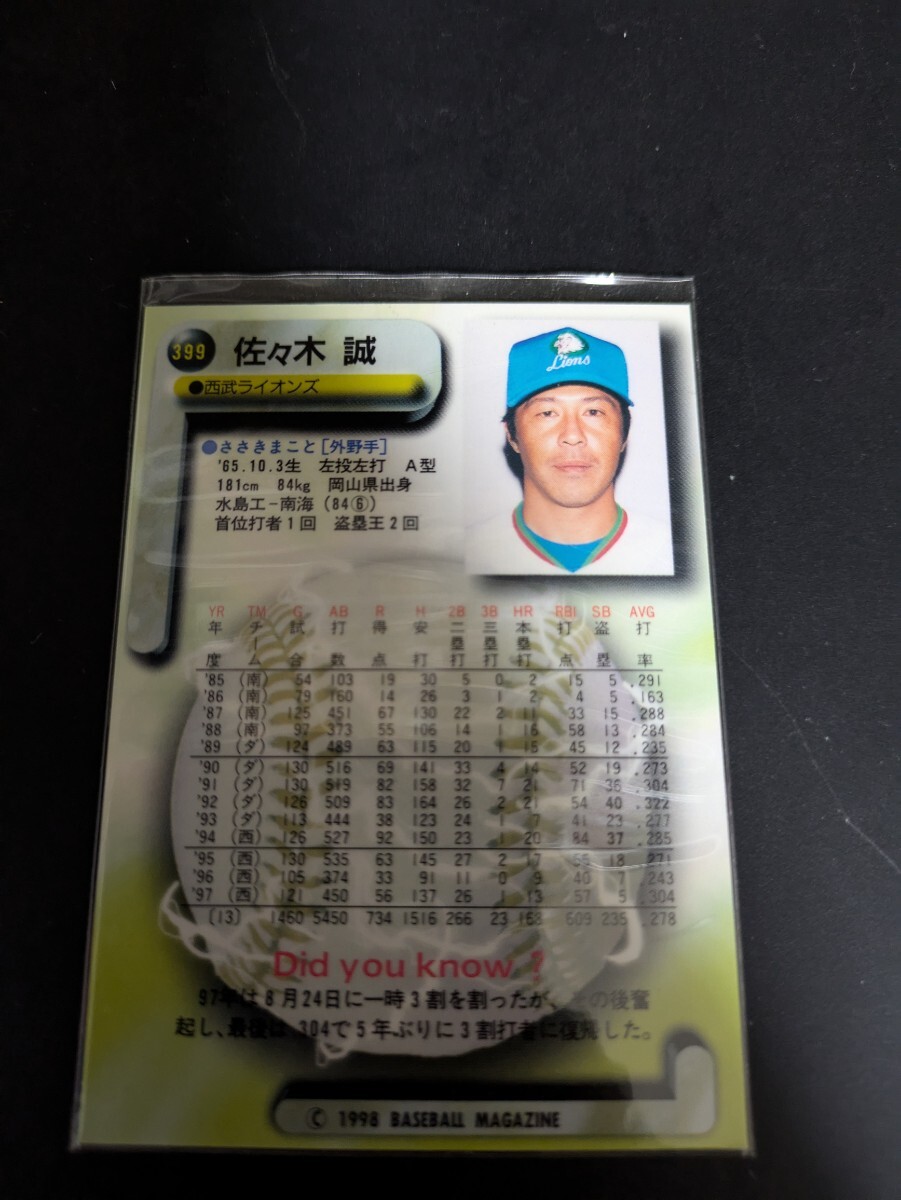 399 佐々木 誠
●西武ライオンズ
Lions
●ささきまこと[外野手]
'65.10.3生 左投左打 A型
181cm 84kg 岡山県出身
水島工－南海(84⑥)
首位打者1回 盗塁王2回
YR TM G AB R H 2B 3B HR RBI SB AVG
年度 チーム 試合 打数 得点 安打 二塁打 三塁打 本塁打 打点 盗塁 打率
'85 (南) 54 103 19 30 5 0 2 15 5 .291
'86 (南) 79 160 14 26 3 1 2 4 5 .163
'87 (南) 125 451 67 130 22 2 11 33 15 .288
'88 (南) 97 373 55 106 14 1 16 58 13 .284
'89 (ダ) 124 489 63 115 20 1 15 45 12 .235
'90 (ダ) 130 516 69 141 33 4 14 52 19 .273
'91 (ダ) 130 519 82 158 32 7 21 71 36 .304
'92 (ダ) 126 509 83 164 26 2 21 54 40 .322
'93 (ダ) 113 444 38 123 24 1 7 41 23 .277
'94 (西) 126 527 92 150 23 1 20 84 37 .285
'95 (西) 130 535 63 145 27 2 17 18 .271
'96 (西) 105 374 33 91 11 0 9 40 7 .243
'97 (西) 121 450 56 137 26 1 13 57 5 .304
(13) 1460 5450 734 1516 266 23 168 609 235 .278
Did you know ?
97年は8月24日に一時3割を割ったが、その後奮
起し、最後は.304で5年ぶりに3割打者に復帰した。
© 1998 BASEBALL MAGAZINE